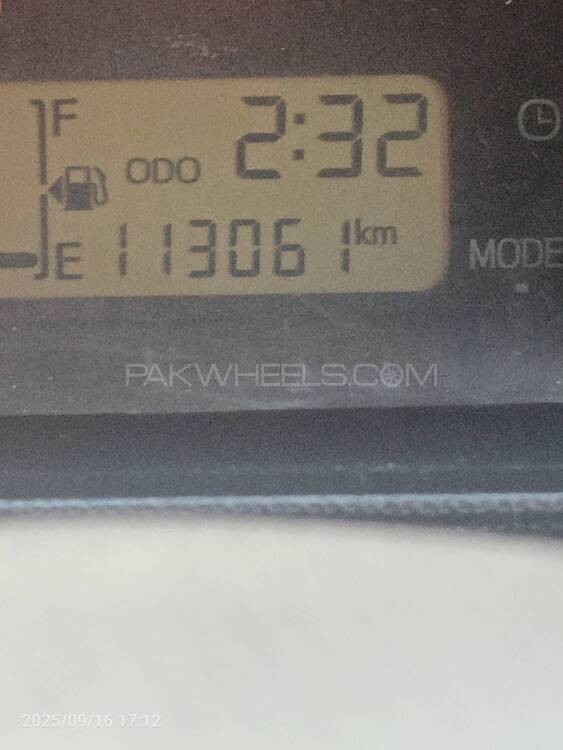 F
2:32
ODO
E 113061 km
MODE
PAKWHEELS.COM
2025/09/16 17:12